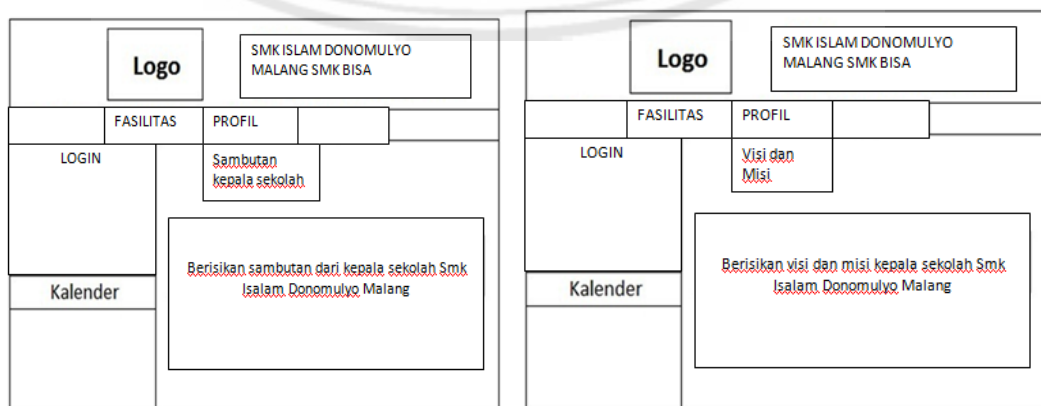 Logo
SMK ISLAM DONOMULYO
MALANG SMK BISA
FASILITAS
PROFIL
LOGIN
Sambutan
kepala sekolah
Berisikan sambutan dari kepala sekolah Smk
Isalam Donomulyo Malang
Kalender
Logo
SMK ISLAM DONOMULYO
MALANG SMK BISA
FASILITAS
PROFIL
LOGIN
Visi dan
Misi
Berisikan visi dan misi kepala sekolah Smk
Isalam Donomulyo Malang
Kalender